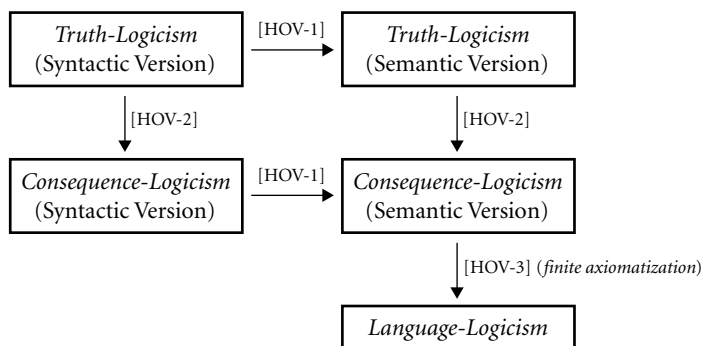 Truth-Logicism
(Syntactic Version)
[HOV-1]
Truth-Logicism
(Semantic Version)
[HOV-2]
[HOV-2]
Consequence-Logicism
(Syntactic Version)
[HOV-1]
Consequence-Logicism
(Semantic Version)
[HOV-3] (finite axiomatization)
Language-Logicism